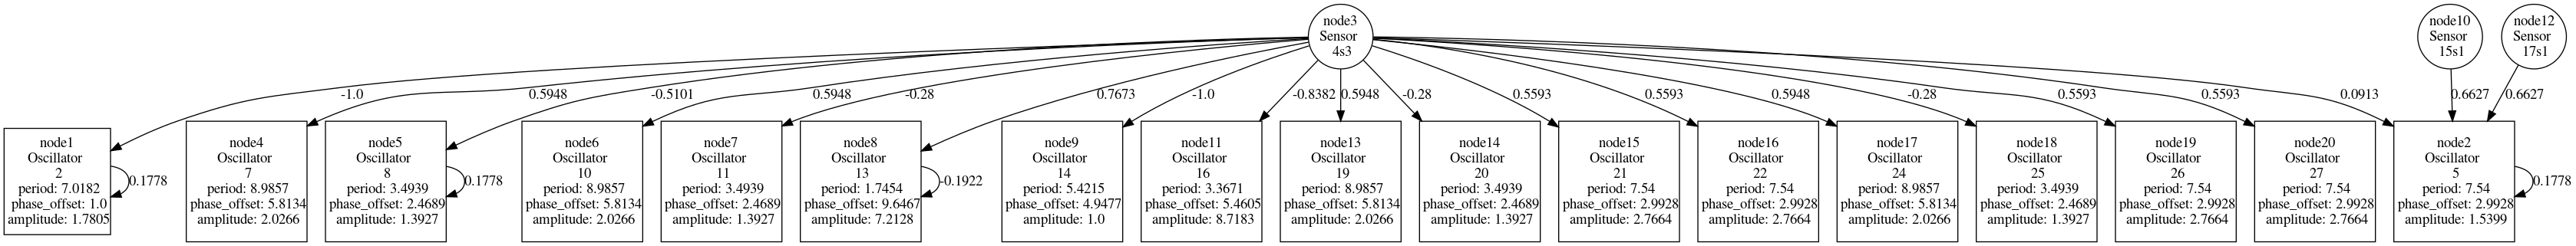 node3
Sensor
4s3
node10
Sensor
15s1
node12
Sensor
17s1
-1.0
0.5948
-0.5101
0.5948
-0.28
0.7673
-1.0
-0.8382
0.5948
-0.28
0.5593
0.5593
0.5948
-0.28
0.5593
0.5593
0.0913
0.6627
0.6627
node1
Oscillator
2
period: 7.0182
phase_offset: 1.0
amplitude: 1.7805
0.1778
node4
Oscillator
7
period: 8.9857
phase_offset: 5.8134
amplitude: 2.0266
node5
Oscillator
8
period: 3.4939
phase_offset: 2.4689
amplitude: 1.3927
0.1778
node6
Oscillator
10
period: 8.9857
phase_offset: 5.8134
amplitude: 2.0266
node7
Oscillator
11
period: 3.4939
phase_offset: 2.4689
amplitude: 1.3927
node8
Oscillator
13
period: 1.7454
phase_offset: 9.6467
amplitude: 7.2128
-0.1922
node9
Oscillator
14
period: 5.4215
phase_offset: 4.9477
amplitude: 1.0
node11
Oscillator
16
period: 3.3671
phase_offset: 5.4605
amplitude: 8.7183
node13
Oscillator
19
period: 8.9857
phase_offset: 5.8134
amplitude: 2.0266
node14
Oscillator
20
period: 3.4939
phase_offset: 2.4689
amplitude: 1.3927
node15
Oscillator
21
period: 7.54
phase_offset: 2.9928
amplitude: 2.7664
node16
Oscillator
22
period: 7.54
phase_offset: 2.9928
amplitude: 2.7664
node17
Oscillator
24
period: 8.9857
phase_offset: 5.8134
amplitude: 2.0266
node18
Oscillator
25
period: 3.4939
phase_offset: 2.4689
amplitude: 1.3927
node19
Oscillator
26
period: 7.54
phase_offset: 2.9928
amplitude: 2.7664
node20
Oscillator
27
period: 7.54
phase_offset: 2.9928
amplitude: 2.7664
node2
Oscillator
5
period: 7.54
phase_offset: 2.9928
amplitude: 1.5399
0.1778